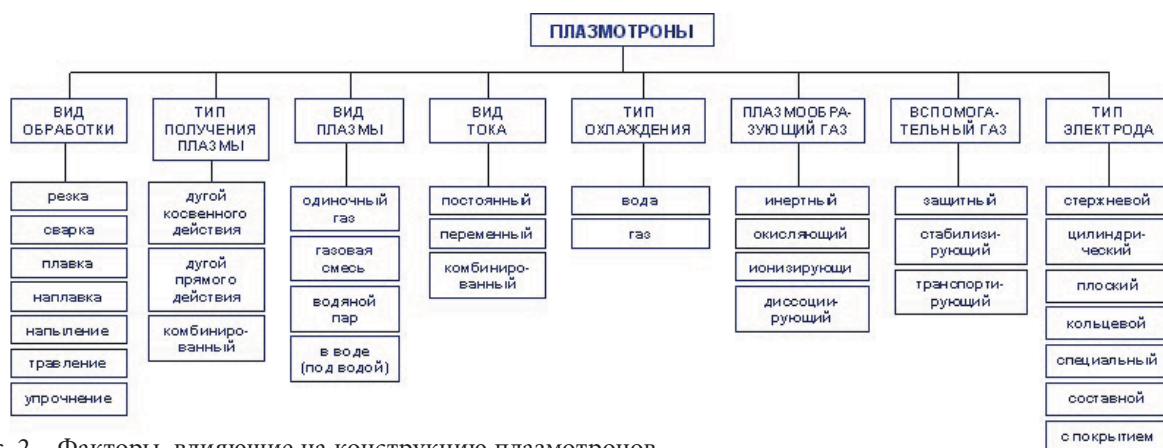 ПЛАЗМОТРОНЫ
ВИД
ОБРАБОТКИ
резка
сварка
плавка
наплавка
напыление
травление
упрочнение
ТИП
ПОЛУЧЕНИЯ
ПЛАЗМЫ
дугой
косвенного
действия
дугой
прямого
действия
комбиниро-
ванный
ВИД
ПЛАЗМЫ
одиночный
газ
газовая
смесь
водяной
пар
в воде
(под водой)
ВИД
ТОКА
постоянный
переменный
комбиниро-
ванный
ТИП
ОХЛАЖДЕНИЯ
вода
газ
ПЛАЗМООБРА-
ЗУЮЩИЙ ГАЗ
инертный
окисляющий
ионизирующи
диссоции-
рующий
ВСПОМОГА-
ТЕЛЬНЫЙ ГАЗ
защитный
стабилизи-
рующий
транспорти-
рующий
ТИП
ЭЛЕКТРОДА
стержневой
цилиндри-
ческий
плоский
кольцевой
специальный
составной
с покрытием
с. 2 Факторы, влияющие на конструкцию плазмотронов